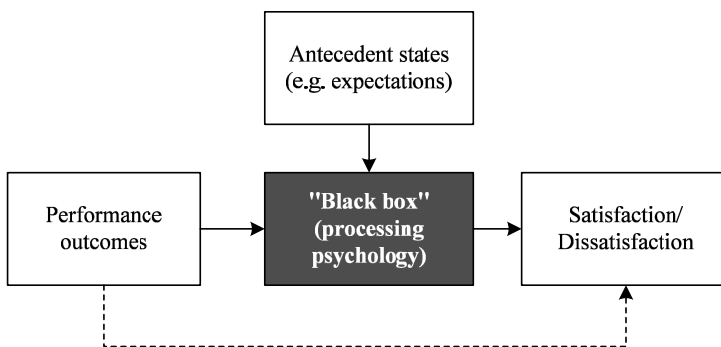 Antecedent states
(e.g. expectations)
Performance
outcomes
"Black box"
(processing
psychology)
Satisfaction/
Dissatisfaction